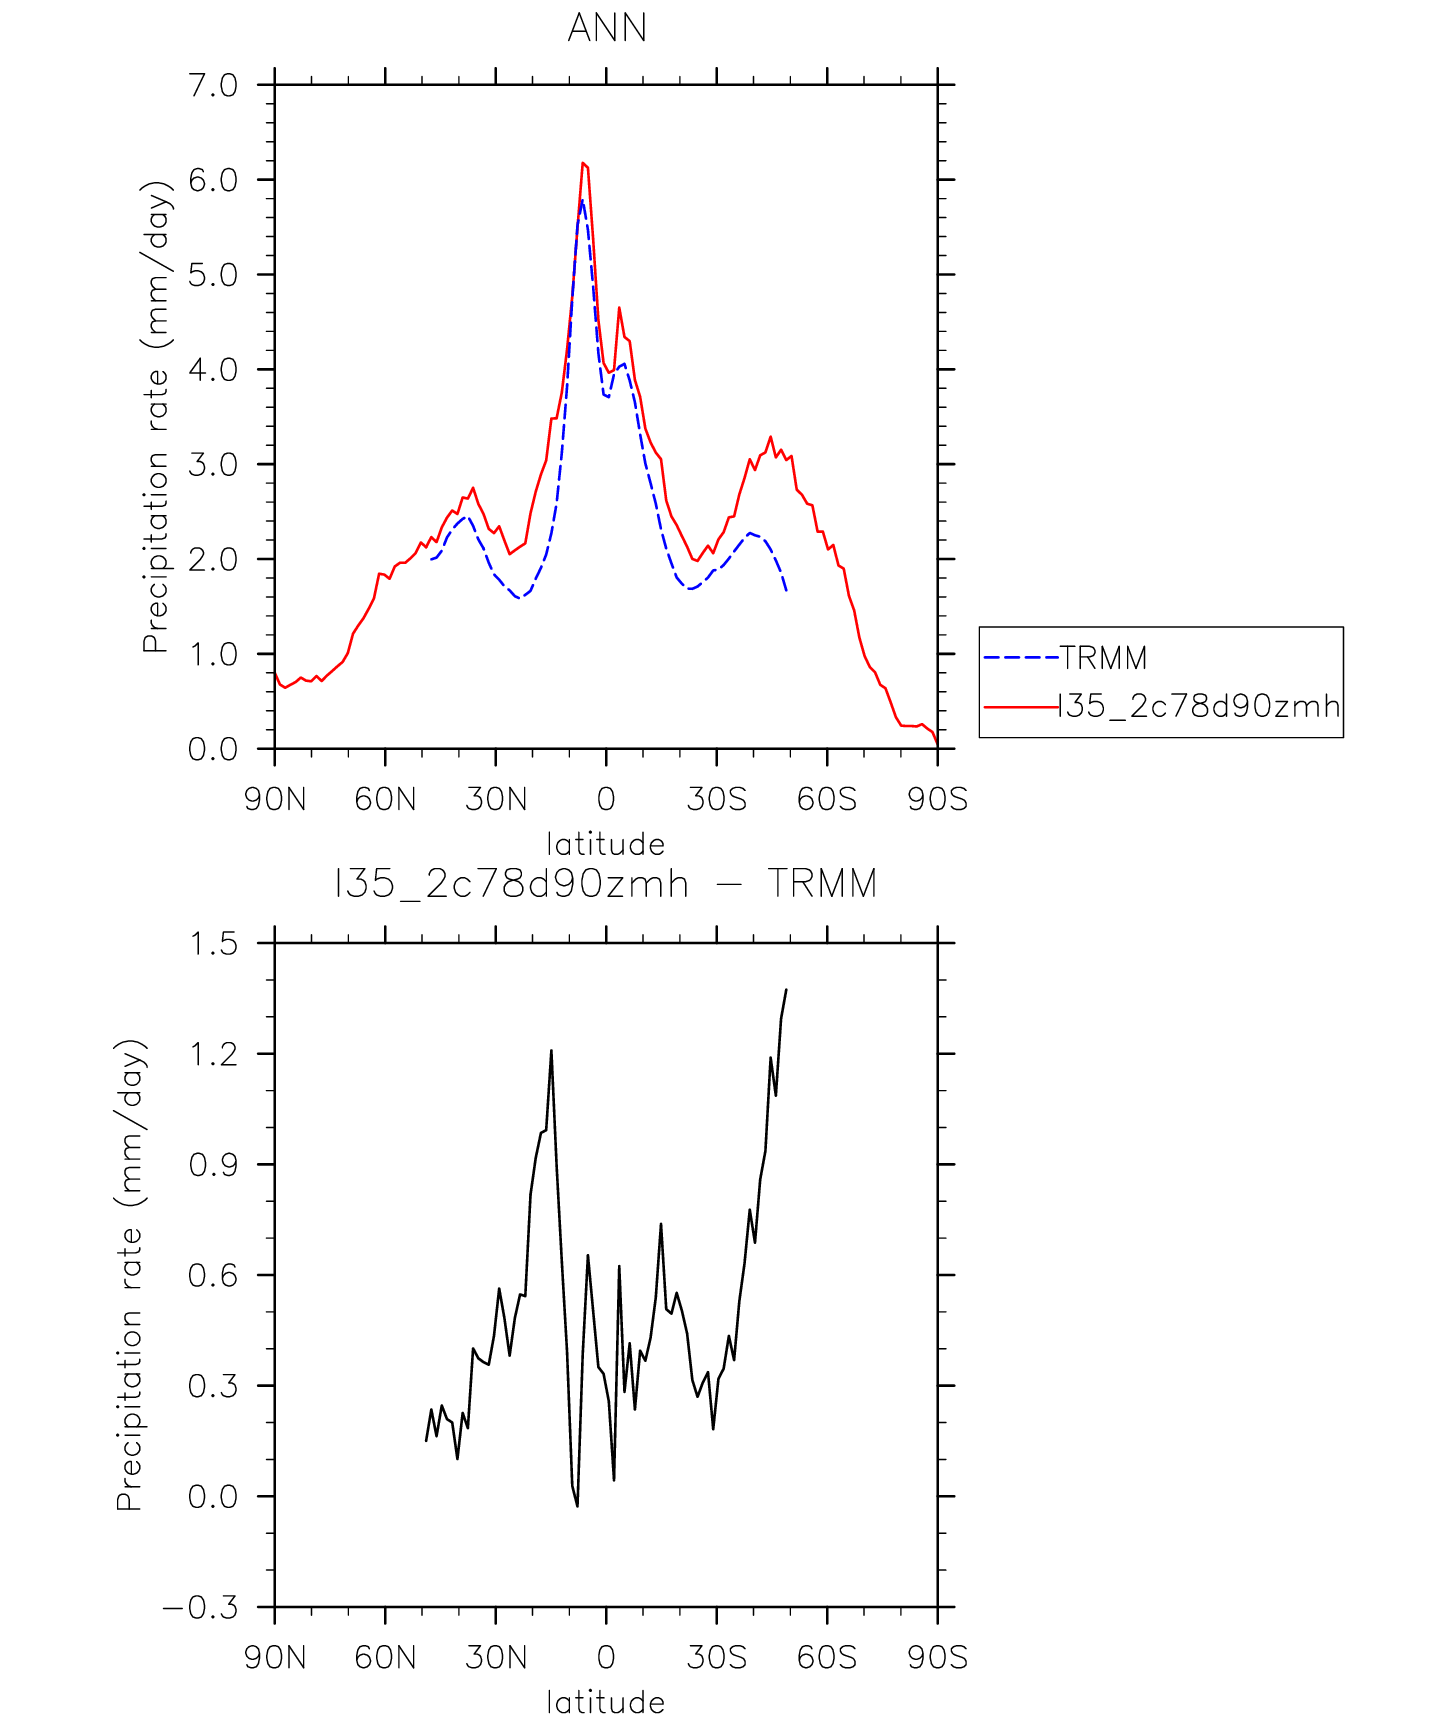 ANN
7.0
6.0
5.0
4.0
3.0
2.0
1.0
0.0
Precipitation rate (mm/day)
90N 60N 30N 0 30S 60S 90S
latitude
TRMM
I35_2c78d90zmh
I35_2c78d90zmh − TRMM
1.5
1.2
0.9
0.6
0.3
0.0
−0.3
Precipitation rate (mm/day)
90N 60N 30N 0 30S 60S 90S
latitude